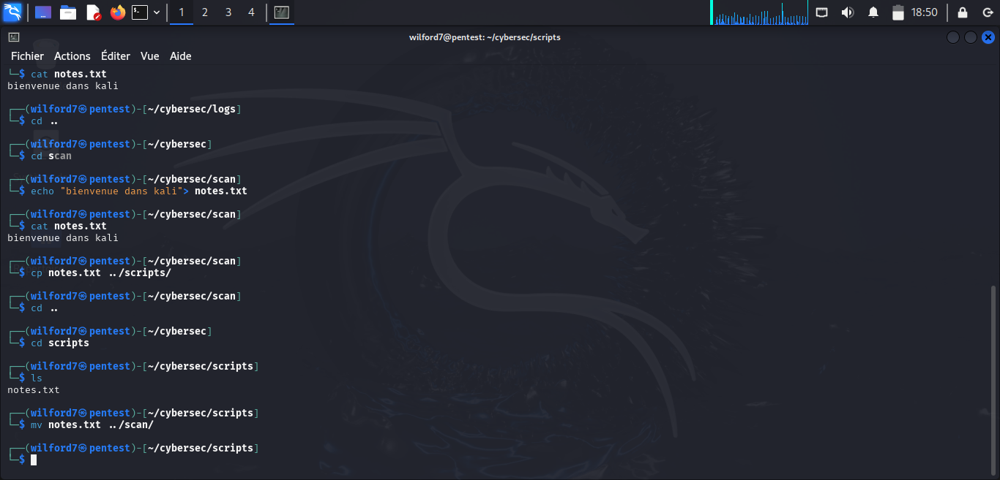 1 2 3 4 18:50
wilford7@pentest: ~/cybersec/scripts
Fichier Actions Éditer Vue Aide
└─$ cat notes.txt
bienvenue dans kali
┌──(wilford7㉿pentest)-[~/cybersec/logs]
└─$ cd ..
┌──(wilford7㉿pentest)-[~/cybersec]
└─$ cd scan
┌──(wilford7㉿pentest)-[~/cybersec/scan]
└─$ echo "bienvenue dans kali"> notes.txt
┌──(wilford7㉿pentest)-[~/cybersec/scan]
└─$ cat notes.txt
bienvenue dans kali
┌──(wilford7㉿pentest)-[~/cybersec/scan]
└─$ cp notes.txt ../scripts/
┌──(wilford7㉿pentest)-[~/cybersec/scan]
└─$ cd ..
┌──(wilford7㉿pentest)-[~/cybersec]
└─$ cd scripts
┌──(wilford7㉿pentest)-[~/cybersec/scripts]
└─$ ls
notes.txt
┌──(wilford7㉿pentest)-[~/cybersec/scripts]
└─$ mv notes.txt ../scan/
┌──(wilford7㉿pentest)-[~/cybersec/scripts]
└─$